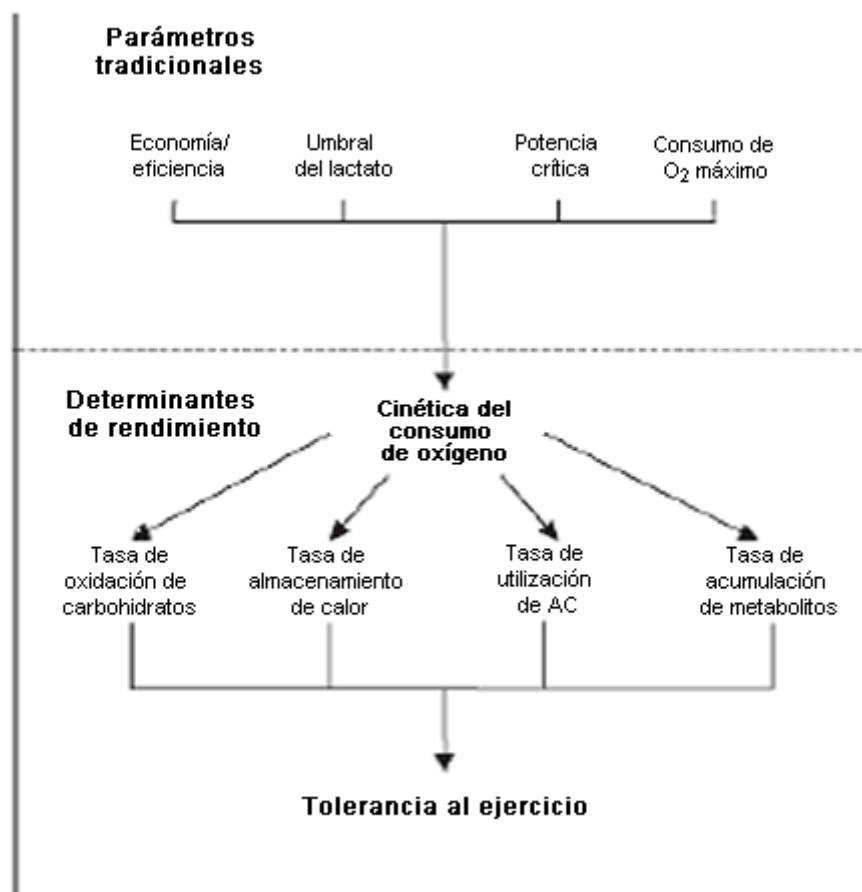 Parámetros
tradicionales
Economía/
eficiencia
Umbral
del lactato
Potencia
crítica
Consumo de
O₂ máximo
Determinantes
de rendimiento
Cinética del
consumo
de oxígeno
Tasa de
oxidación de
carbohidratos
Tasa de
almacenamiento
de calor
Tasa de
utilización
de AC
Tasa de
acumulación
de metabolitos
Tolerancia al ejercicio